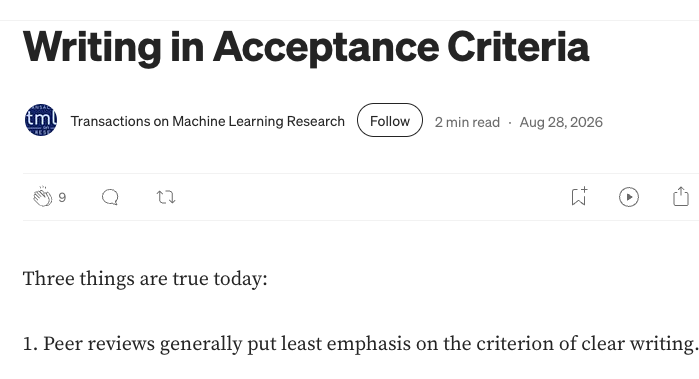 Writing in Acceptance Criteria
tml
Transactions on Machine Learning Research
Follow
2 min read · Aug 28, 2026
9
Three things are true today:
1. Peer reviews generally put least emphasis on the criterion of clear writing.